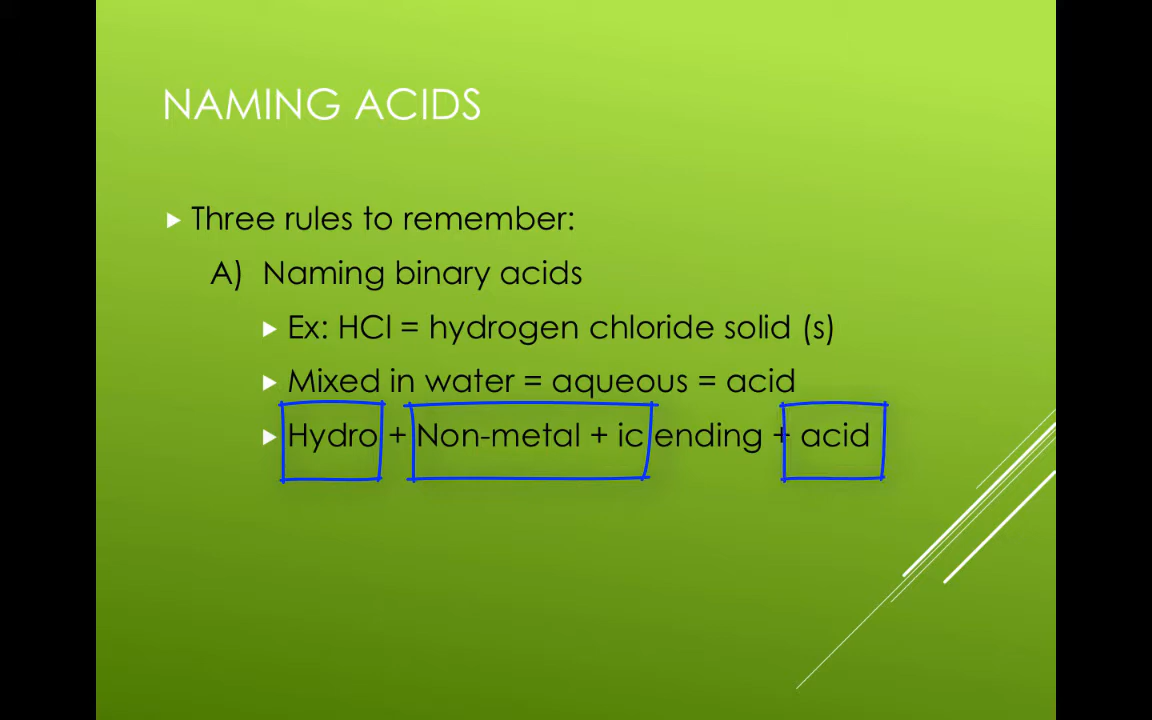 NAMING ACIDS
Three rules to remember:
A) Naming binary acids
Ex: HCl = hydrogen chloride solid (s)
Mixed in water = aqueous = acid
Hydro + Non-metal + ic ending + acid